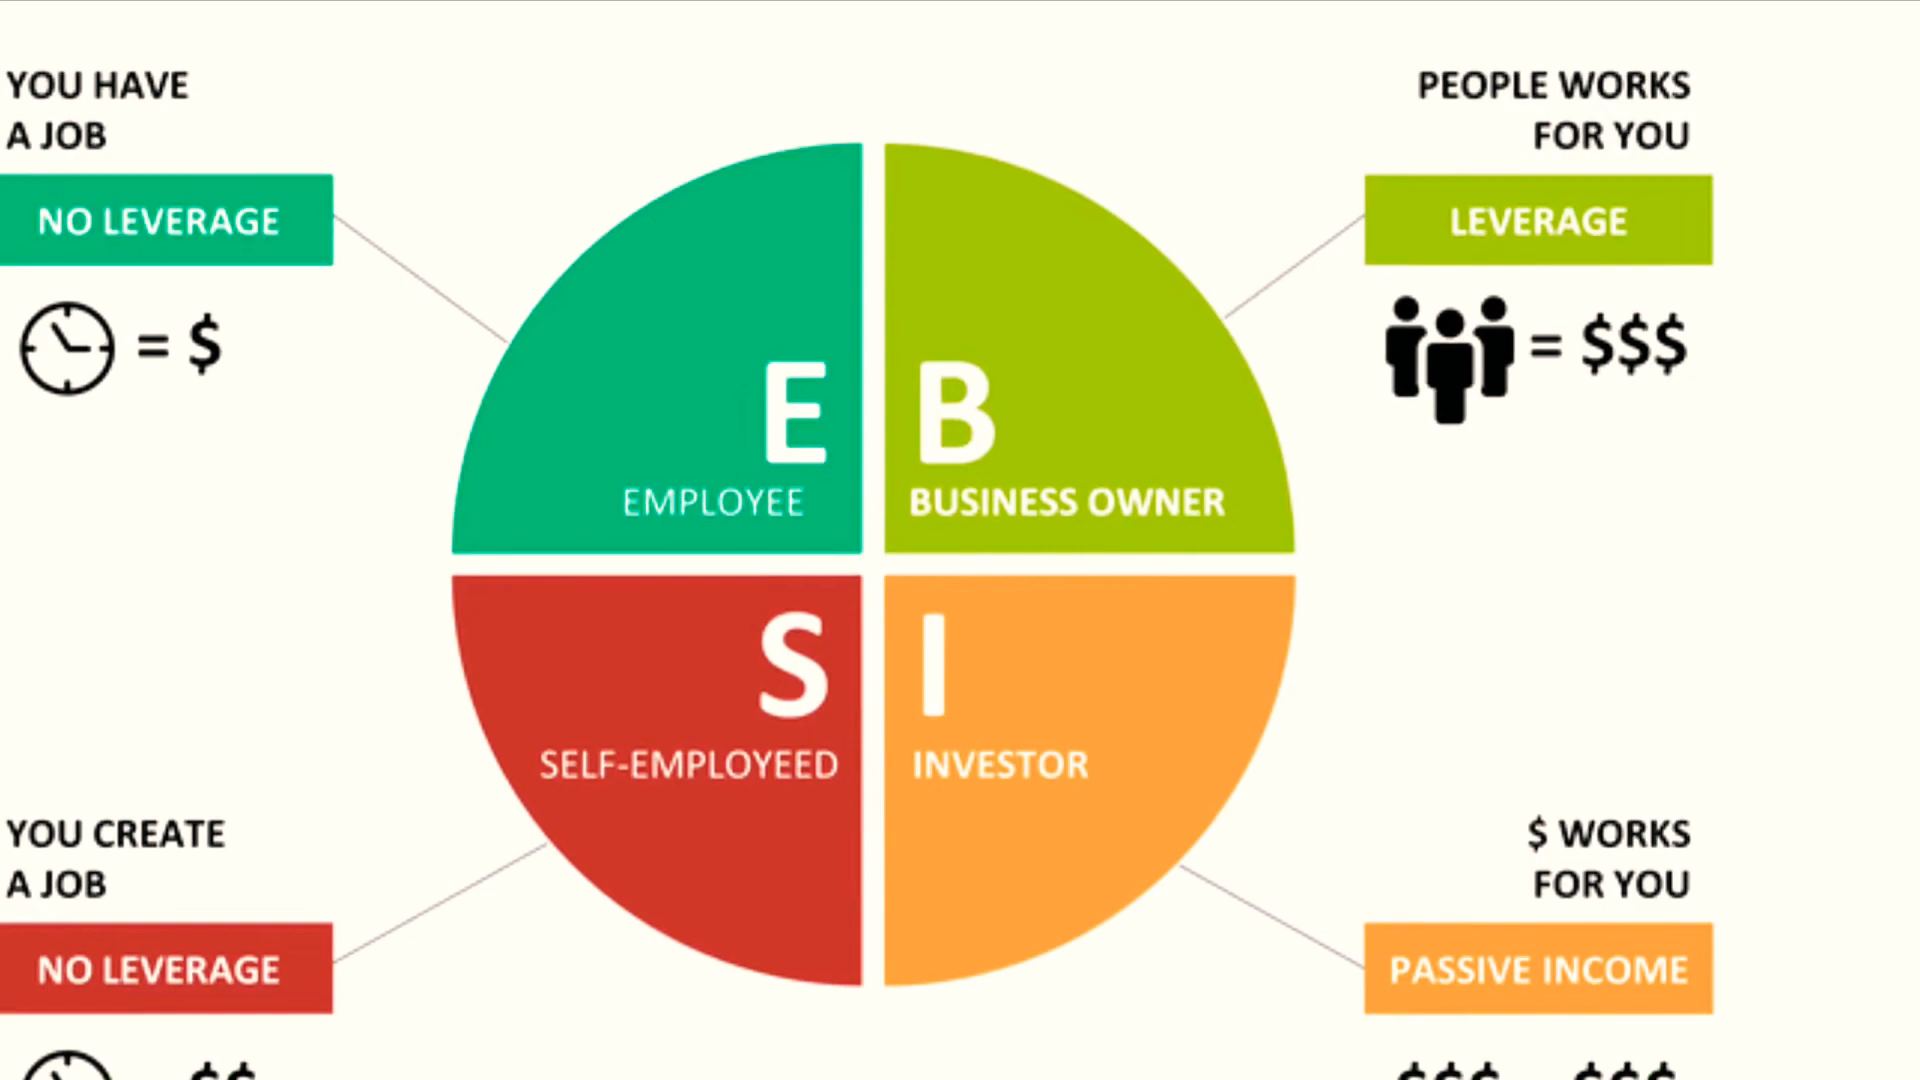 YOU HAVE
A JOB
NO LEVERAGE
= $
E
EMPLOYEE
B
BUSINESS OWNER
PEOPLE WORKS
FOR YOU
LEVERAGE
= $$$
S
SELF-EMPLOYEED
I
INVESTOR
YOU CREATE
A JOB
NO LEVERAGE
$$
$ WORKS
FOR YOU
PASSIVE INCOME
$$$ $$$